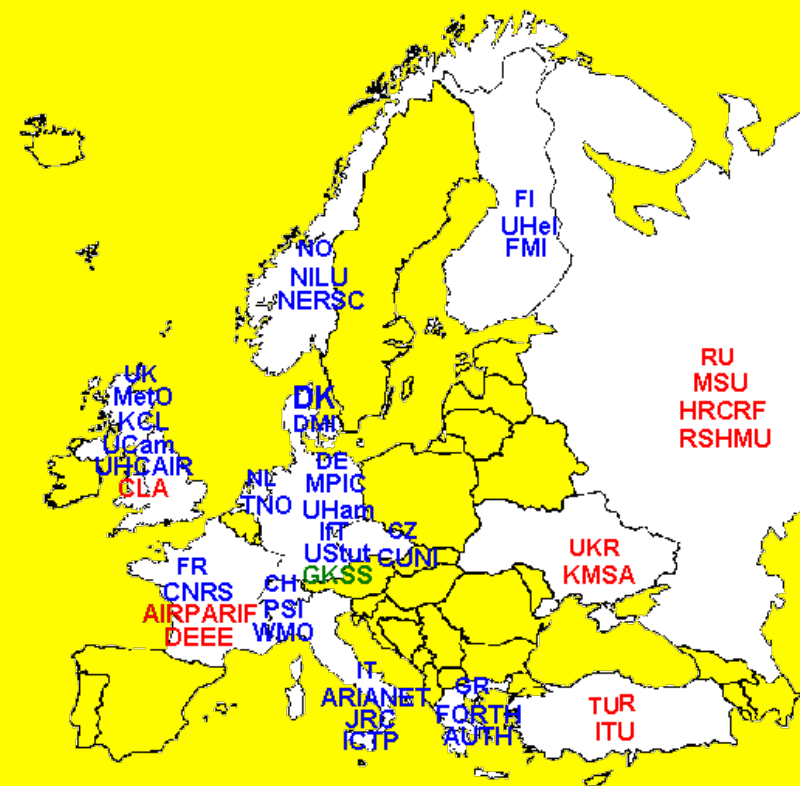 FI
UHel
FMI
NO
NILU
NERSC
RU
MSU
HRCRF
RSHMU
UK
MetO
KCL
UCam
UHCAIR
CLA
DK
DMI
NL
TNO
DE
MPIC
UHam
IfT
UStut
GKSS
CZ
CUNI
UKR
KMSA
FR
CNRS
AIRPARIF
DEEE
CH
PSI
WMO
IT
ARIANET
JRC
ICTP
GR
FORTH
AUTH
TUR
ITU